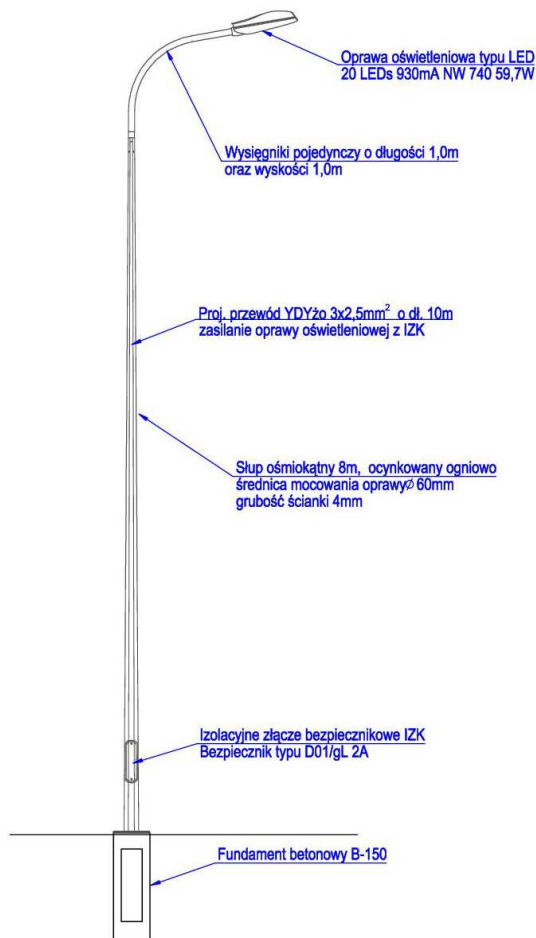 Oprawa oświetleniowa typu LED
20 LEDs 930mA NW 740 59,7W
Wysięgniki pojedynczy o długości 1,0m
oraz wyskości 1,0m
Proj. przewód YDYżo 3x2,5mm² o dł. 10m
zasilanie oprawy oświetleniowej z IZK
Słup ośmiokątny 8m, ocynkowany ogniowo
średnica mocowania oprawy∅ 60mm
grubość ścianki 4mm
Izolacyjne złącze bezpiecznikowe IZK
Bezpiecznik typu D01/gL 2A
Fundament betonowy B-150